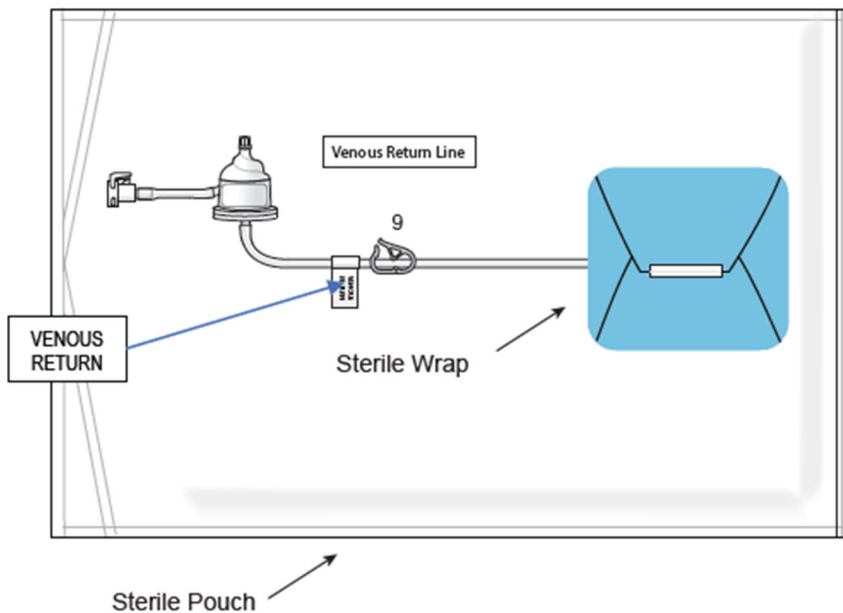 Venous Return Line
9
VENOUS
RETURN
Sterile Wrap
Sterile Pouch